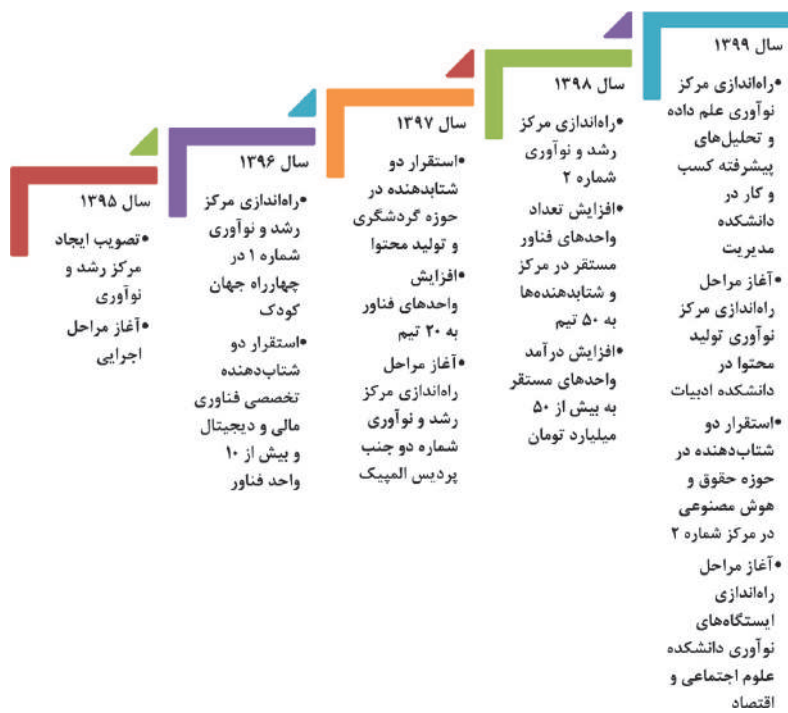 سال ۱۳۹۵
•تصویب ایجاد
مرکز رشد و
نوآوری
•آغاز مراحل
اجرایی
سال ۱۳۹۶
•راه‌اندازی مرکز
رشد و نوآوری
شماره ۱ در
چهارراه جهان
کودک
•استقرار دو
شتاب‌دهنده
تخصصی فناوری
مالی و دیجیتال
و بیش از ۱۰
واحد فناور
سال ۱۳۹۷
•استقرار دو
شتابدهنده در
حوزه گردشگری
و تولید محتوا
•افزایش
واحدهای فناور
به ۲۰ تیم
•آغاز مراحل
راه‌اندازی مرکز
رشد و نوآوری
شماره دو جنب
پردیس المپیک
سال ۱۳۹۸
•راه‌اندازی مرکز
رشد و نوآوری
شماره ۲
•افزایش تعداد
واحدهای فناور
مستقر در مرکز
و شتابدهنده‌ها
به ۵۰ تیم
•افزایش درآمد
واحدهای مستقر
به بیش از ۵۰
میلیارد تومان
سال ۱۳۹۹
•راه‌اندازی مرکز
نوآوری علم داده
و تحلیل‌های
پیشرفته کسب
و کار در
دانشکده
مدیریت
•آغاز مراحل
راه‌اندازی مرکز
نوآوری تولید
محتوا در
دانشکده ادبیات
•استقرار دو
شتاب‌دهنده در
حوزه حقوق و
هوش مصنوعی
در مرکز شماره ۲
•آغاز مراحل
راه‌اندازی
ایستگاه‌های
نوآوری دانشکده
علوم اجتماعی و
اقتصاد